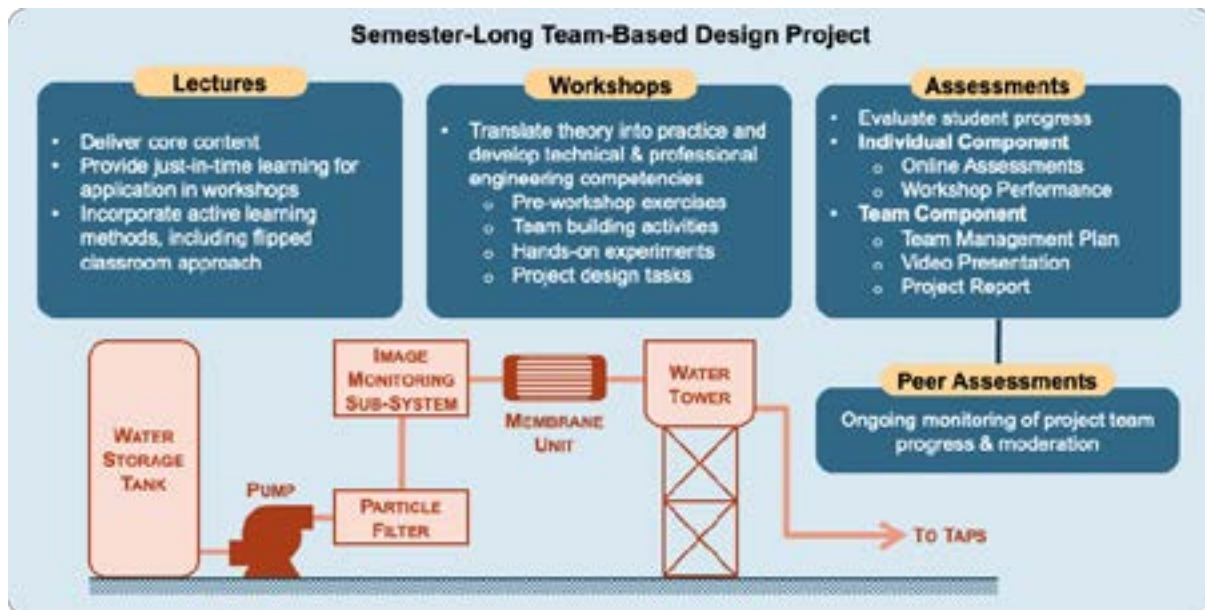 Semester-Long Team-Based Design Project
Lectures
• Deliver core content
• Provide just-in-time learning for
application in workshops
• Incorporate active learning
methods, including flipped
classroom approach
Workshops
• Translate theory into practice and
develop technical & professional
engineering competencies
o Pre-workshop exercises
o Team building activities
o Hands-on experiments
o Project design tasks
Assessments
• Evaluate student progress
• Individual Component
o Online Assessments
o Workshop Performance
• Team Component
o Team Management Plan
o Video Presentation
o Project Report
Peer Assessments
Ongoing monitoring of project team
progress & moderation
WATER
STORAGE
TANK
PUMP
PARTICLE
FILTER
IMAGE
MONITORING
SUB-SYSTEM
MEMBRANE
UNIT
WATER
TOWER
TO TAPS